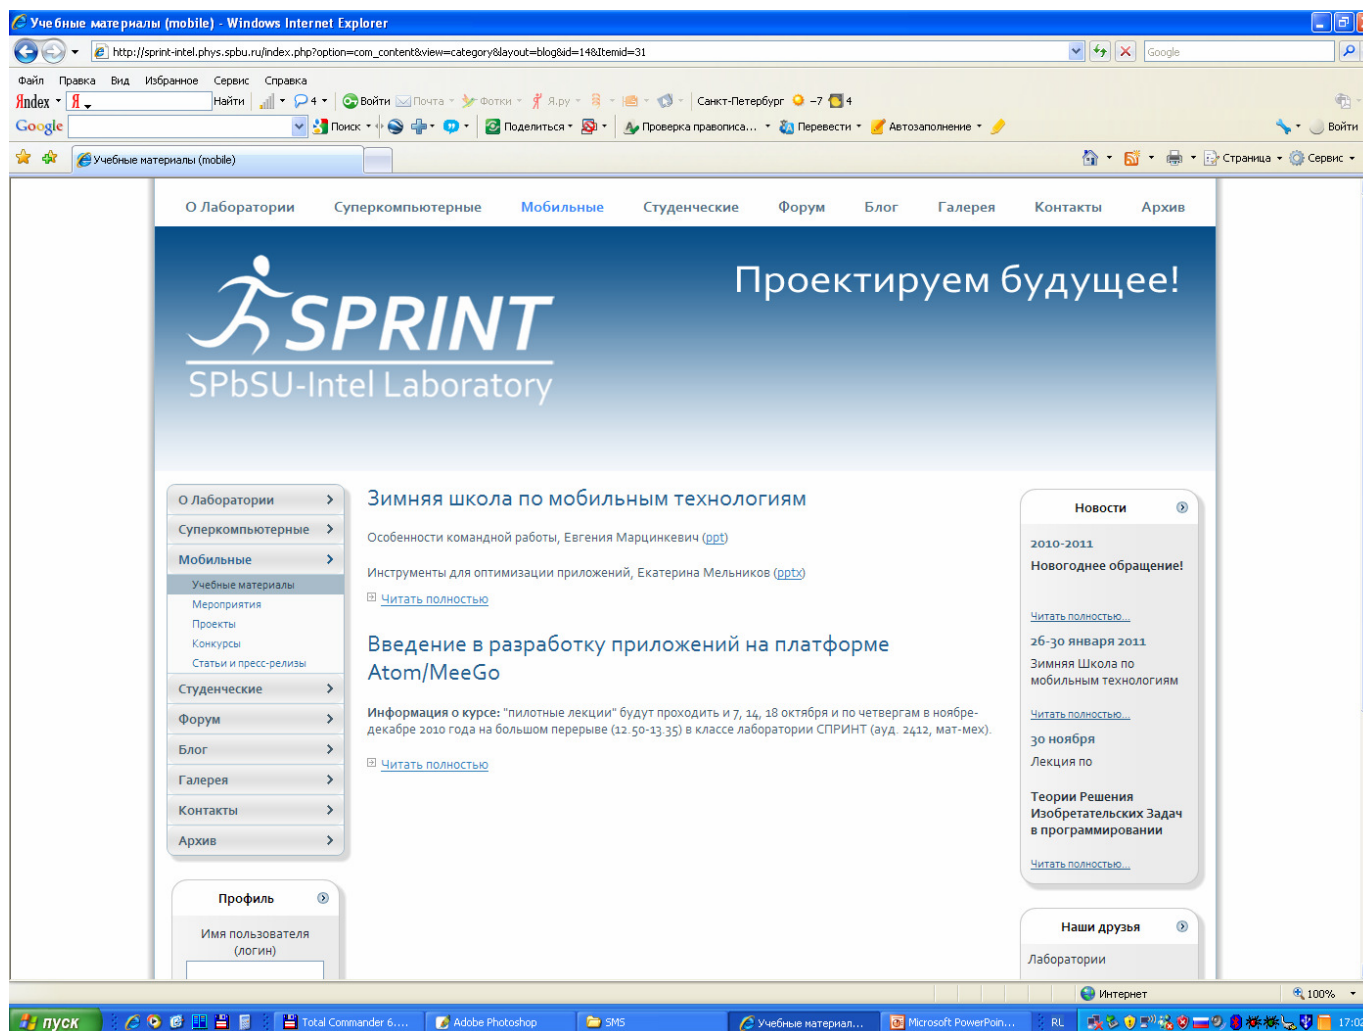 Учебные материалы (mobile) - Windows Internet Explorer
http://sprint-intel.phys.spbu.ru/index.php?option=com_content&view=category&layout=blog&id=14&Itemid=31
Google
Файл Правка Вид Избранное Сервис Справка
Яndex Я Найти 4 Войти Почта Фотки Я.ру Санкт-Петербург -7 4
Google Поиск Поделиться Проверка правописа... Перевести Автозаполнение Войти
Учебные материалы (mobile) Страница Сервис
О Лаборатории Суперкомпьютерные Мобильные Студенческие Форум Блог Галерея Контакты Архив
Проектируем будущее!
SPRINT
SPbSU-Intel Laboratory
О Лаборатории
Суперкомпьютерные
Мобильные
Учебные материалы
Мероприятия
Проекты
Конкурсы
Статьи и пресс-релизы
Студенческие
Форум
Блог
Галерея
Контакты
Архив
Профиль
Имя пользователя
(логин)
Зимняя школа по мобильным технологиям
Особенности командной работы, Евгения Марцинкевич (ppt)
Инструменты для оптимизации приложений, Екатерина Мельников (pptx)
Читать полностью
Введение в разработку приложений на платформе
Atom/MeeGo
Информация о курсе: "пилотные лекции" будут проходить и 7, 14, 18 октября и по четвергам в ноябре-
декабре 2010 года на большом перерыве (12.50-13.35) в классе лаборатории СПРИНТ (ауд. 2412, мат-мех).
Читать полностью
Новости
2010-2011
Новогоднее обращение!
Читать полностью...
26-30 января 2011
Зимняя Школа по
мобильным технологиям
Читать полностью...
30 ноября
Лекция по
Теории Решения
Изобретательских Задач
в программировании
Читать полностью...
Наши друзья
Лаборатории
Интернет 100%
пуск Total Commander 6.... Adobe Photoshop SMS Учебные материал... Microsoft PowerPoin... RL 17:02